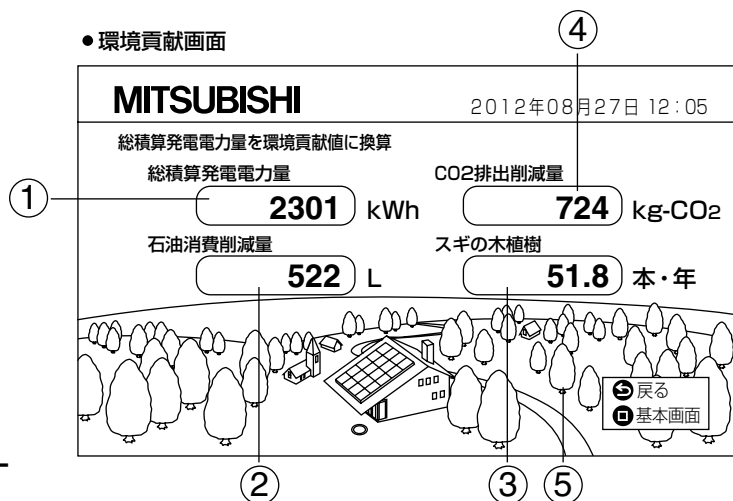 ●環境貢献画面
④
MITSUBISHI
2012年08月27日 12:05
総積算発電電力量を環境貢献値に換算
総積算発電電力量
CO2排出削減量
①
2301 kWh
724 kg-CO2
石油消費削減量
スギの木植樹
522 L
51.8 本・年
戻る
基本画面
②
③
⑤